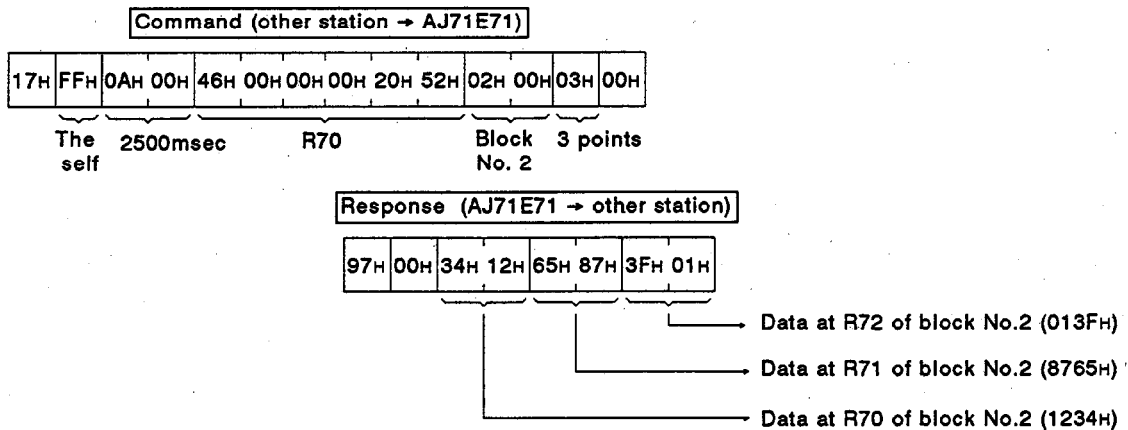 Command (other station → AJ71E71)
17H FFH 0AH 00H 46H 00H 00H 00H 20H 52H 02H 00H 03H 00H
The self 2500msec R70 Block No. 2 3 points
Response (AJ71E71 → other station)
97H 00H 34H 12H 65H 87H 3FH 01H
Data at R72 of block No.2 (013FH)
Data at R71 of block No.2 (8765H)
Data at R70 of block No.2 (1234H)